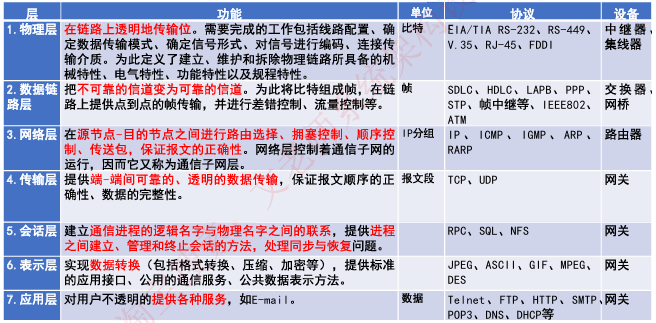 层 功能 单位 协议 设备
1.物理层 在链路上透明地传输位。需要完成的工作包括线路配置、确 比特 EIA/TIA RS-232、RS-449、 中继器、
定数据传输模式、确定信号形式、对信号进行编码、连接传 V.35、RJ-45、FDDI 集线器
输介质。为此定义了建立、维护和拆除物理链路所具备的机
械特性、电气特性、功能特性以及规程特性。
2.数据链 把不可靠的信道变为可靠的信道。为此将比特组成帧,在链 帧 SDLC、HDLC、LAPB、PPP、 交换器、
路层 路上提供点到点的帧传输,并进行差错控制、流量控制等。 STP、帧中继等、IEEE802、 网桥
ATM
3.网络层 在源节点-目的节点之间进行路由选择、拥塞控制、顺序控 IP分组 IP、ICMP、IGMP、ARP、 路由器
制、传送包,保证报文的正确性。网络层控制着通信子网的 RARP
运行,因而它又称为通信子网层。
4.传输层 提供端-端间可靠的、透明的数据传输,保证报文顺序的正 报文段 TCP、UDP 网关
确性、数据的完整性。
5.会话层 建立通信进程的逻辑名字与物理名字之间的联系,提供进程 RPC、SQL、NFS 网关
之间建立、管理和终止会话的方法,处理同步与恢复问题。
6.表示层 实现数据转换(包括格式转换、压缩、加密等),提供标准 JPEG、ASCII、GIF、MPEG、 网关
的应用接口、公用的通信服务、公共数据表示方法。 DES
7.应用层 对用户不透明的提供各种服务,如E-mail。 数据 Telnet、FTP、HTTP、SMTP、 网关
POP3、DNS、DHCP等